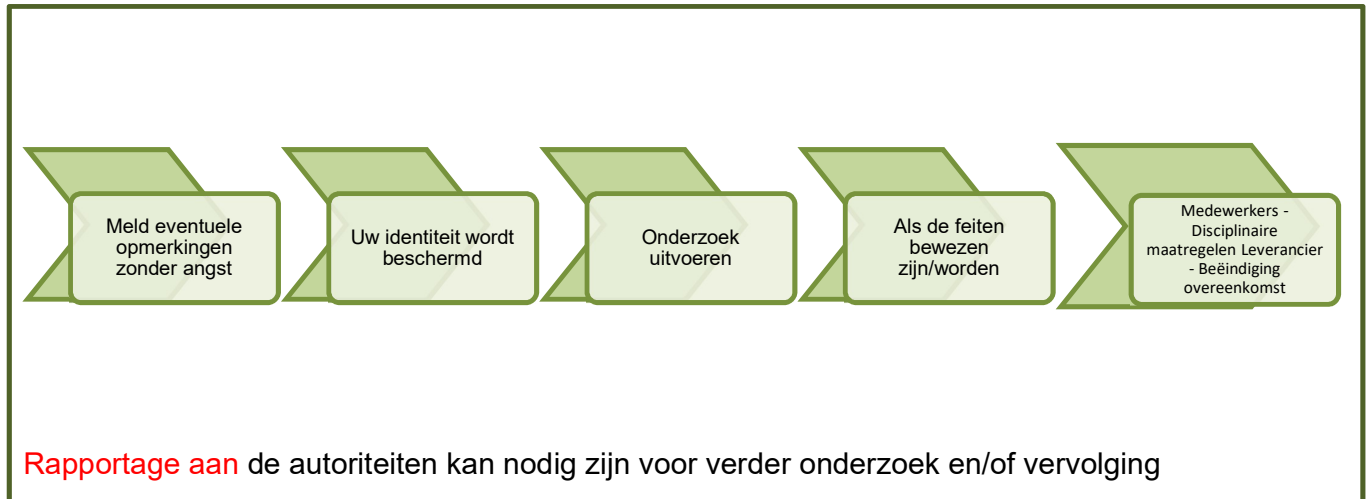 Meld eventuele
opmerkingen
zonder angst
Uw identiteit wordt
beschermd
Onderzoek
uitvoeren
Als de feiten
bewezen
zijn/worden
Medewerkers -
Disciplinaire
maatregelen Leverancier
- Beëindiging
overeenkomst
Rapportage aan de autoriteiten kan nodig zijn voor verder onderzoek en/of vervolging